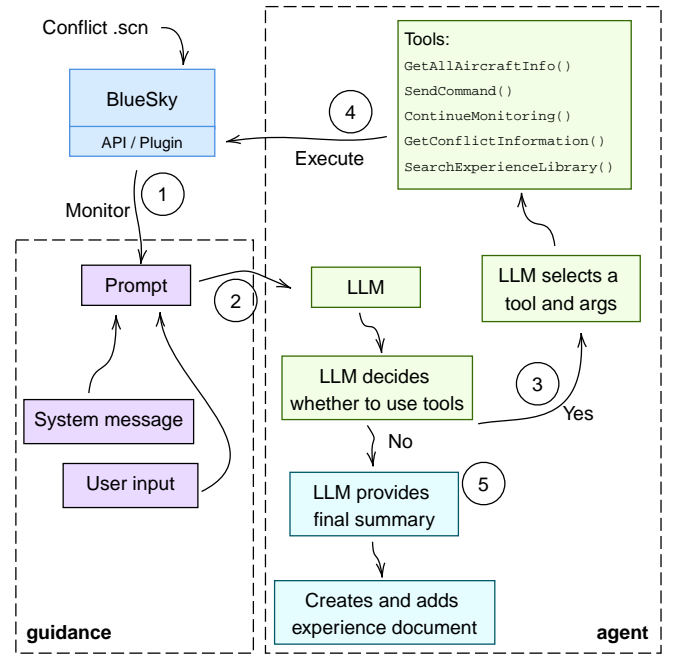 Conflict .scn
BlueSky
API / Plugin
1
Monitor
Prompt
System message
User input
guidance
2
LLM
LLM decides
whether to use tools
3
Yes
LLM selects a
tool and args
Tools:
GetAllAircraftInfo()
SendCommand()
ContinueMonitoring()
GetConflictInformation()
SearchExperienceLibrary()
4
Execute
No
5
LLM provides
final summary
Creates and adds
experience document
agent